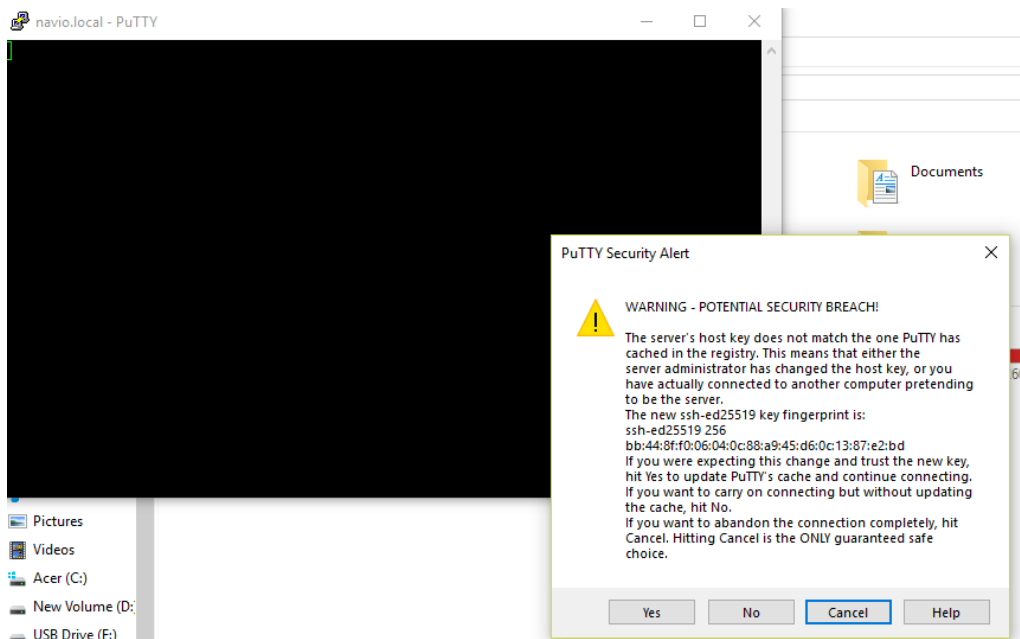 navio.local - PuTTY
Documents
PuTTY Security Alert
WARNING - POTENTIAL SECURITY BREACH!
The server's host key does not match the one PuTTY has
cached in the registry. This means that either the
server administrator has changed the host key, or you
have actually connected to another computer pretending
to be the server.
The new ssh-ed25519 key fingerprint is:
ssh-ed25519 256
bb:44:8f:f0:06:04:0c:88:a9:45:d6:0c:13:87:e2:bd
If you were expecting this change and trust the new key,
hit Yes to update PuTTY's cache and continue connecting.
If you want to carry on connecting but without updating
the cache, hit No.
If you want to abandon the connection completely, hit
Cancel. Hitting Cancel is the ONLY guaranteed safe
choice.
Yes
No
Cancel
Help
Pictures
Videos
Acer (C:)
New Volume (D:
USB Drive (F:)